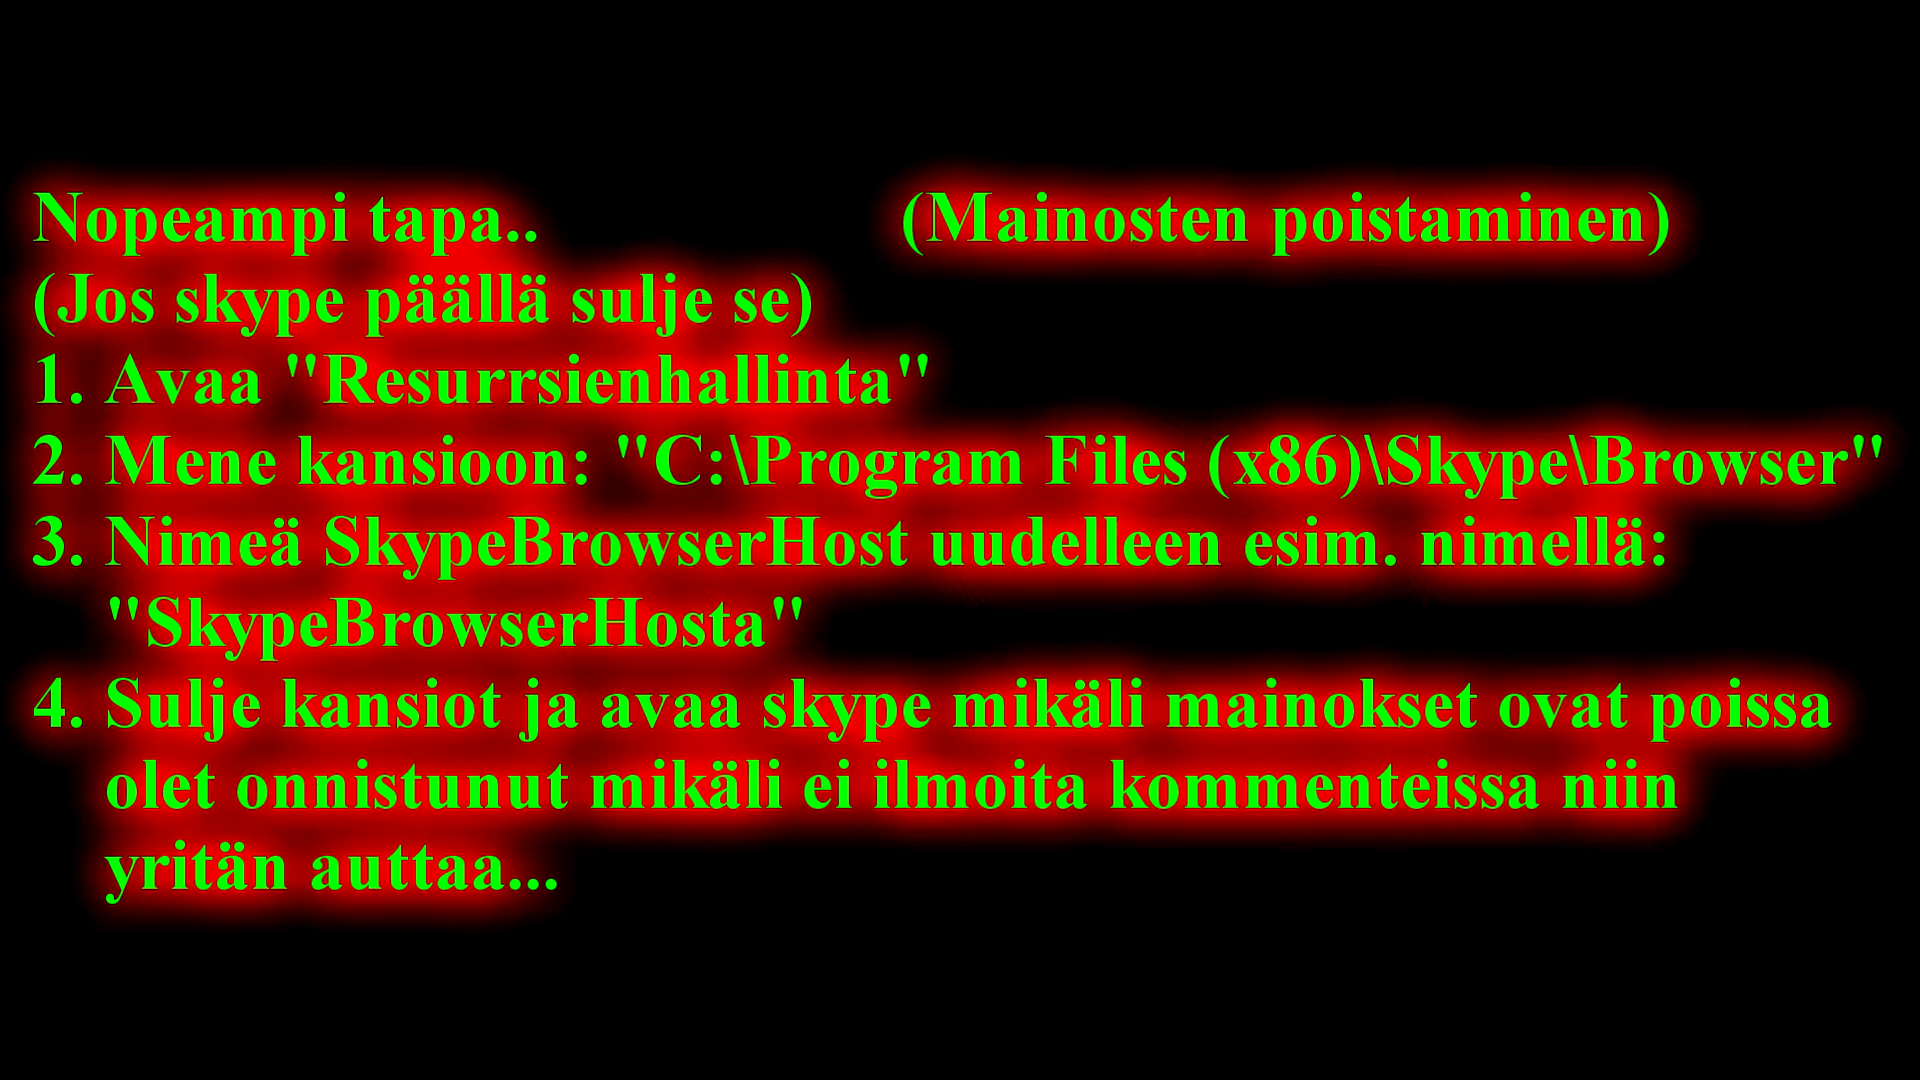 Nopeampi tapa.. (Mainosten poistaminen)
(Jos skype päällä sulje se)
1. Avaa "Resurrsienhallinta"
2. Mene kansioon: "C:\Program Files (x86)\Skype\Browser"
3. Nimeä SkypeBrowserHost uudelleen esim. nimellä:
"SkypeBrowserHosta"
4. Sulje kansiot ja avaa skype mikäli mainokset ovat poissa
olet onnistunut mikäli ei ilmoita kommenteissa niin
yritän auttaa...